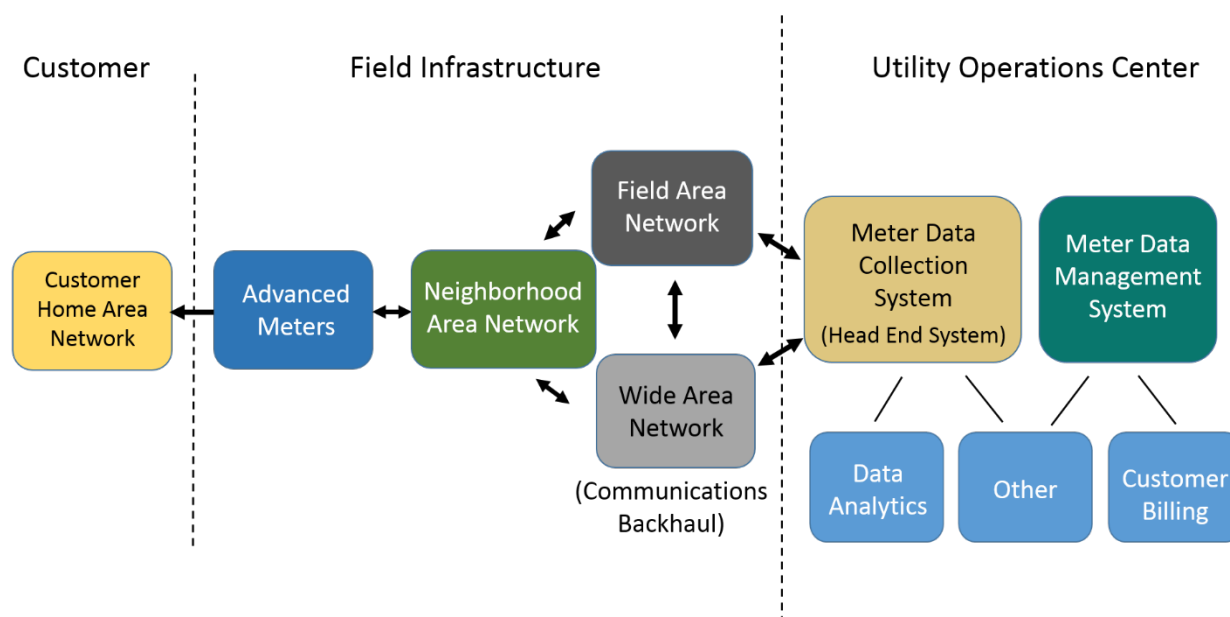 Customer
Field Infrastructure
Utility Operations Center
Customer
Home Area
Network
Advanced
Meters
Neighborhood
Area Network
Field Area
Network
Wide Area
Network
(Communications
Backhaul)
Meter Data
Collection
System
(Head End System)
Meter Data
Management
System
Data
Analytics
Other
Customer
Billing